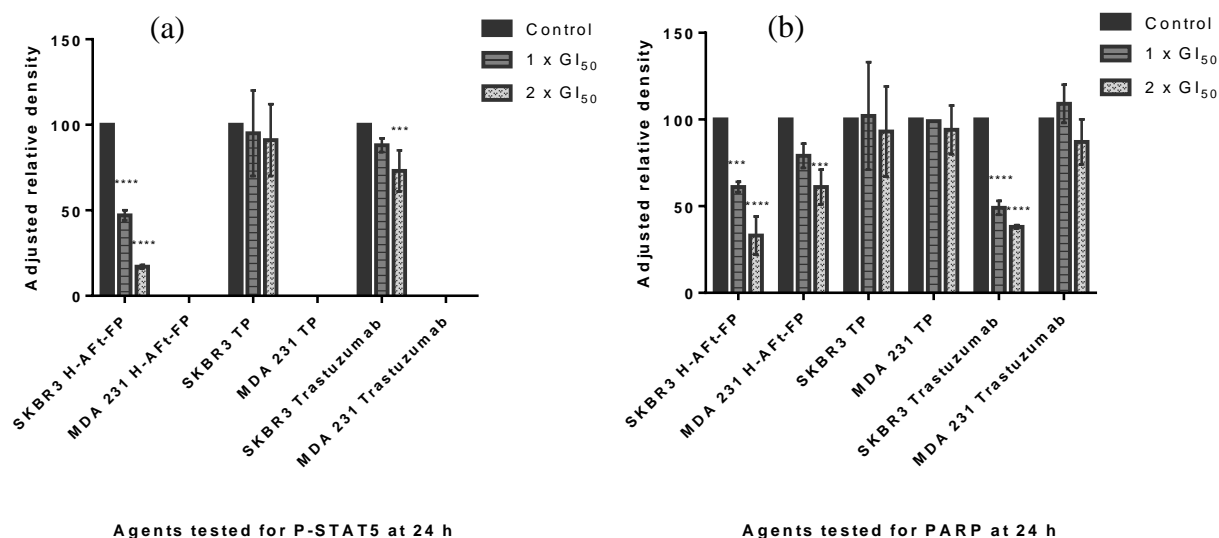 (a)
Control
1 x GI50
2 x GI50
Adjusted relative density
150
100
50
0
****
****
***
SKBR3 H-AFt-FP
MDA 231 H-AFt-FP
SKBR3 TP
MDA 231 TP
SKBR3 Trastuzumab
MDA 231 Trastuzumab
Agents tested for P-STAT5 at 24 h
(b)
Control
1 x GI50
2 x GI50
Adjusted relative density
150
100
50
0
***
****
***
****
****
SKBR3 H-AFt-FP
MDA 231 H-AFt-FP
SKBR3 TP
MDA 231 TP
SKBR3 Trastuzumab
MDA 231 Trastuzumab
Agents tested for PARP at 24 h